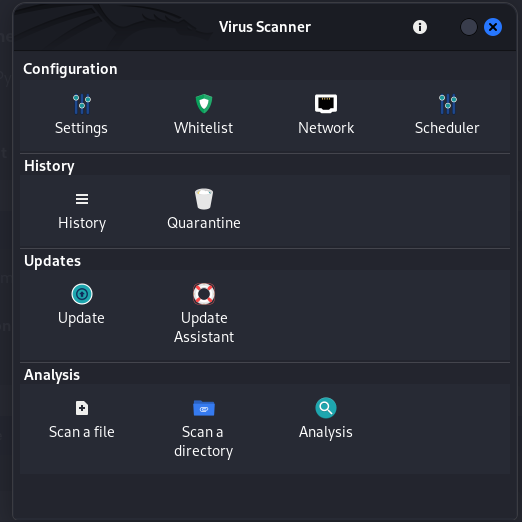 Virus Scanner
Configuration
Settings Whitelist Network Scheduler
History
History Quarantine
Updates
Update Update
Assistant
Analysis
Scan a file Scan a Analysis
directory